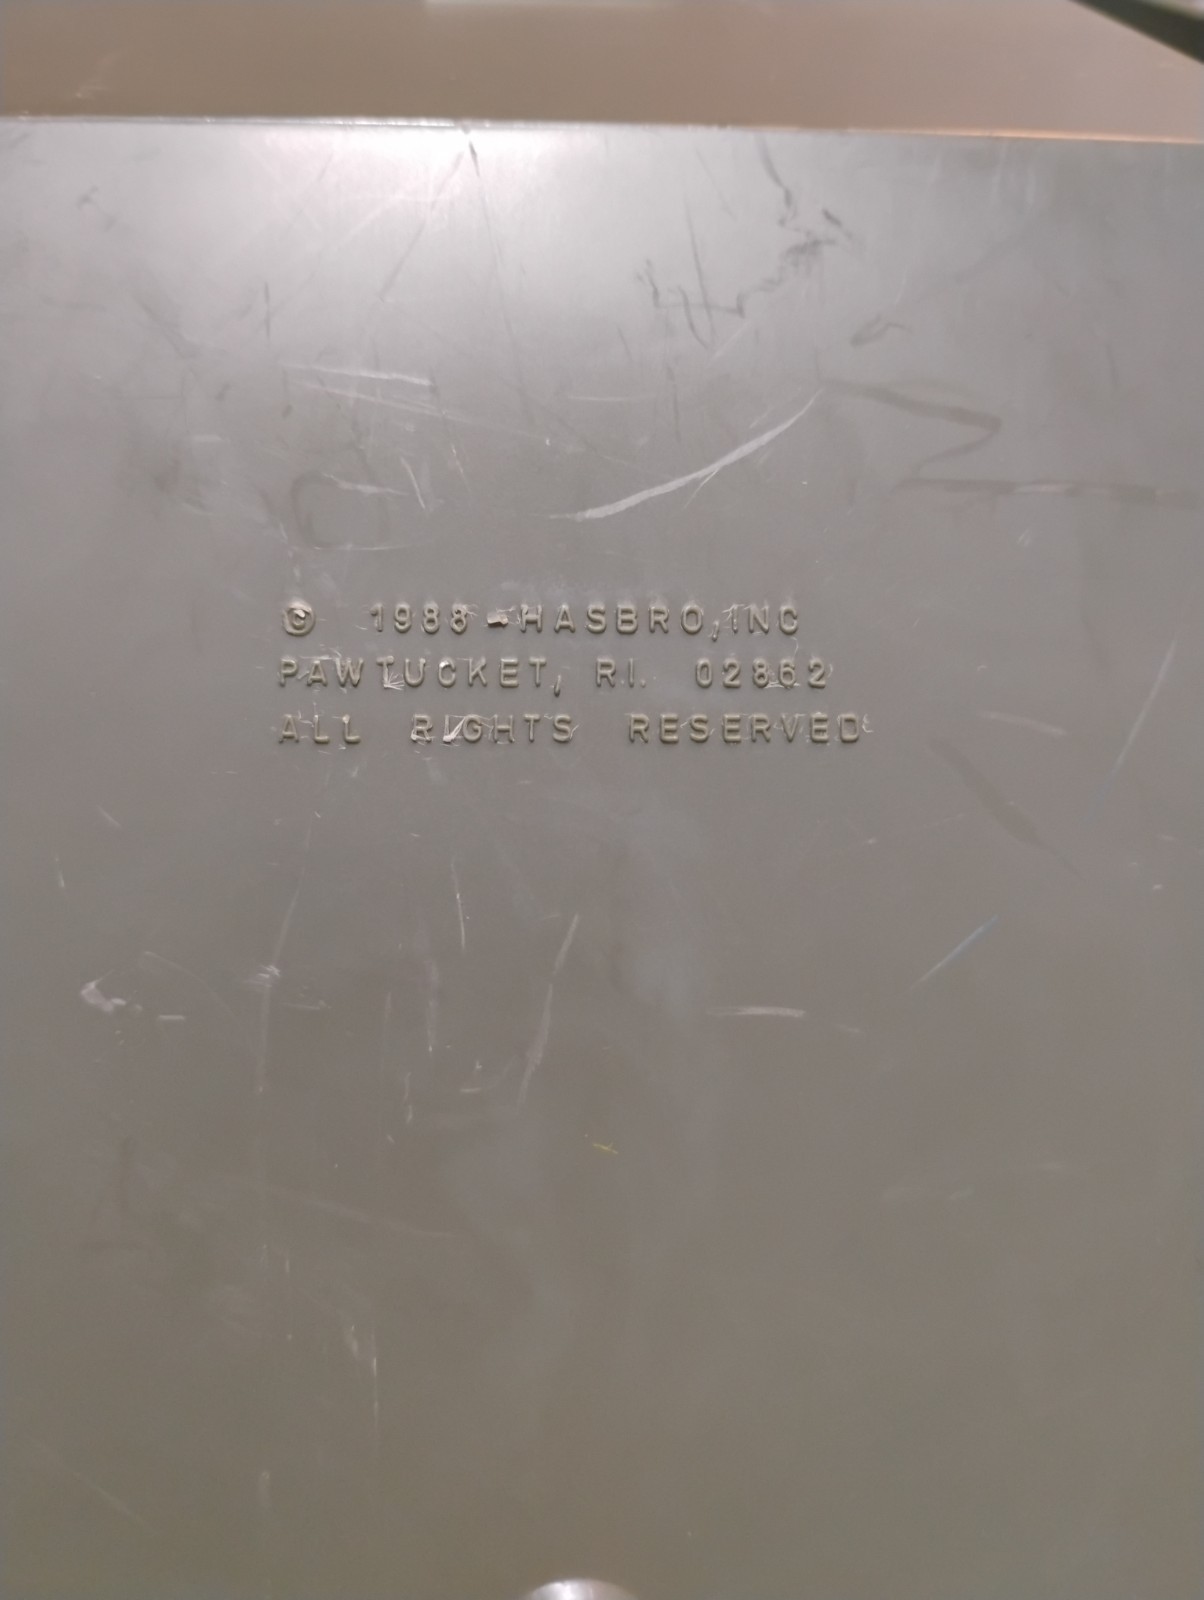 © 1988 - HASBRO, INC
PAWTUCKET, RI. 02862
ALL RIGHTS RESERVED